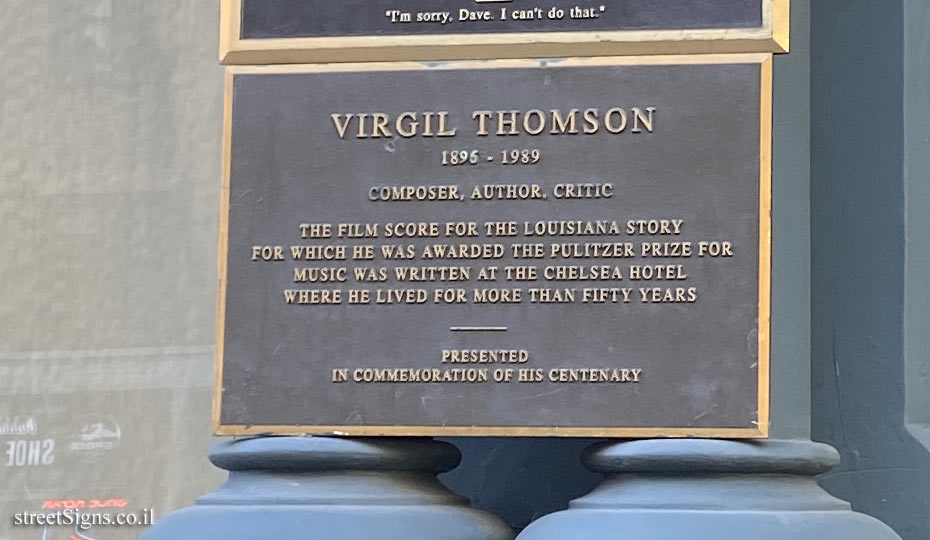 "I'm sorry, Dave. I can't do that."
VIRGIL THOMSON
1896 - 1989
COMPOSER, AUTHOR, CRITIC
THE FILM SCORE FOR THE LOUISIANA STORY
FOR WHICH HE WAS AWARDED THE PULITZER PRIZE FOR
MUSIC WAS WRITTEN AT THE CHELSEA HOTEL
WHERE HE LIVED FOR MORE THAN FIFTY YEARS
PRESENTED
IN COMMEMORATION OF HIS CENTENARY
SHOE
streetSigns.co.il